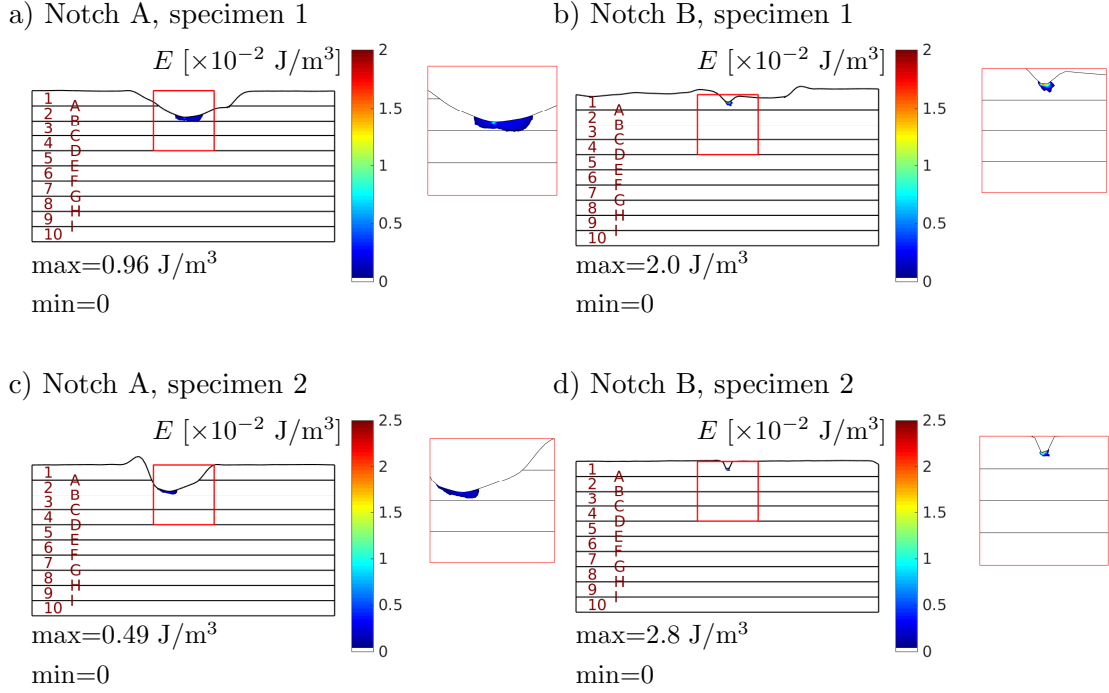 a) Notch A, specimen 1
E [×10⁻² J/m³]
2
1.5
1
0.5
0
1
2
3
4
5
6
7
8
9
10
A
B
C
D
E
F
G
H
I
max=0.96 J/m³
min=0
b) Notch B, specimen 1
E [×10⁻² J/m³]
2
1.5
1
0.5
0
1
2
3
4
5
6
7
8
9
10
A
B
C
D
E
F
G
H
I
max=2.0 J/m³
min=0
c) Notch A, specimen 2
E [×10⁻² J/m³]
2.5
2
1.5
1
0.5
0
1
2
3
4
5
6
7
8
9
10
A
B
C
D
E
F
G
H
I
max=0.49 J/m³
min=0
d) Notch B, specimen 2
E [×10⁻² J/m³]
2.5
2
1.5
1
0.5
0
1
2
3
4
5
6
7
8
9
10
A
B
C
D
E
F
G
H
I
max=2.8 J/m³
min=0